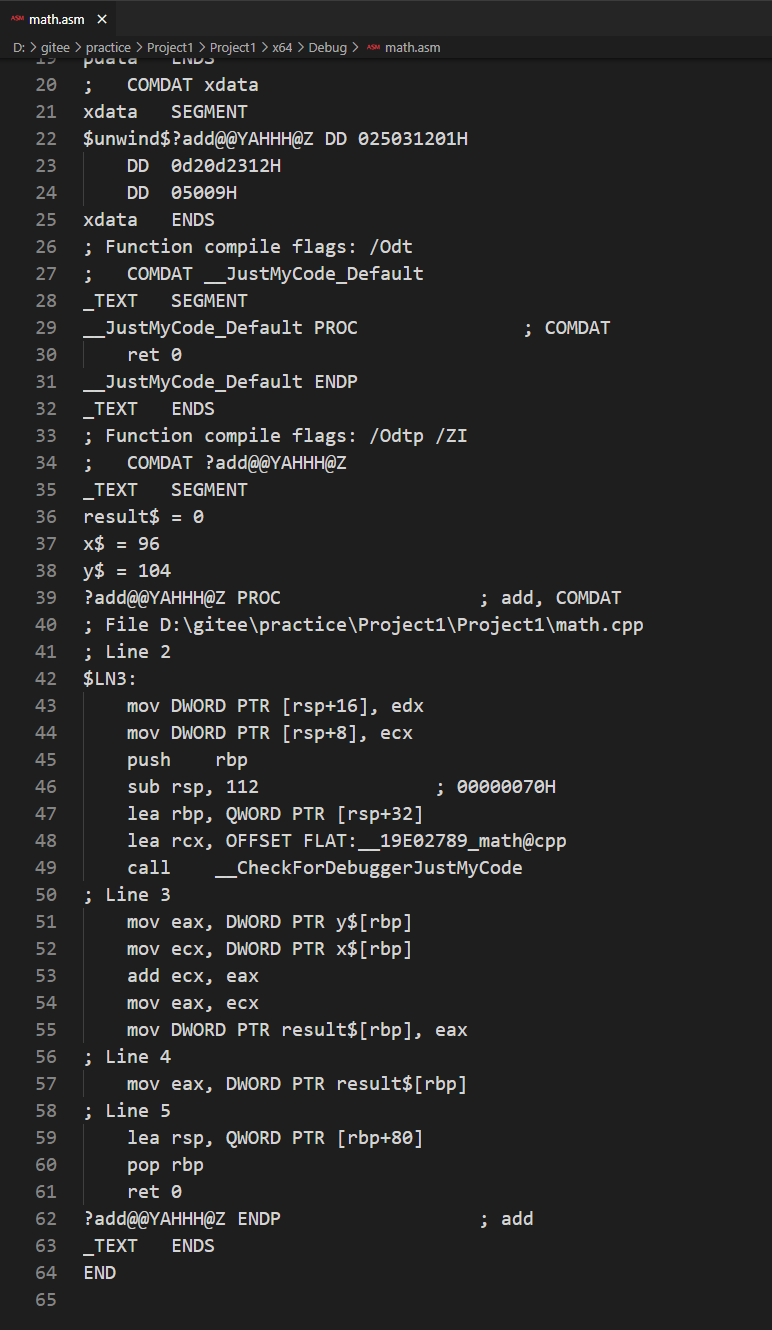 ASM math.asm ×
D: > gitee > practice > Project1 > Project1 > x64 > Debug > ASM math.asm
19 pdata   ENDS
20 ;   COMDAT xdata
21 xdata   SEGMENT
22 $unwind$?add@@YAHHH@Z DD 025031201H
23     DD  0d20d2312H
24     DD  05009H
25 xdata   ENDS
26 ; Function compile flags: /Odt
27 ;   COMDAT __JustMyCode_Default
28 _TEXT   SEGMENT
29 __JustMyCode_Default PROC               ; COMDAT
30     ret 0
31 __JustMyCode_Default ENDP
32 _TEXT   ENDS
33 ; Function compile flags: /Odtp /ZI
34 ;   COMDAT ?add@@YAHHH@Z
35 _TEXT   SEGMENT
36 result$ = 0
37 x$ = 96
38 y$ = 104
39 ?add@@YAHHH@Z PROC                  ; add, COMDAT
40 ; File D:\gitee\practice\Project1\Project1\math.cpp
41 ; Line 2
42 $LN3:
43     mov DWORD PTR [rsp+16], edx
44     mov DWORD PTR [rsp+8], ecx
45     push    rbp
46     sub rsp, 112                ; 00000070H
47     lea rbp, QWORD PTR [rsp+32]
48     lea rcx, OFFSET FLAT:__19E02789_math@cpp
49     call    __CheckForDebuggerJustMyCode
50 ; Line 3
51     mov eax, DWORD PTR y$[rbp]
52     mov ecx, DWORD PTR x$[rbp]
53     add ecx, eax
54     mov eax, ecx
55     mov DWORD PTR result$[rbp], eax
56 ; Line 4
57     mov eax, DWORD PTR result$[rbp]
58 ; Line 5
59     lea rsp, QWORD PTR [rbp+80]
60     pop rbp
61     ret 0
62 ?add@@YAHHH@Z ENDP                  ; add
63 _TEXT   ENDS
64 END
65